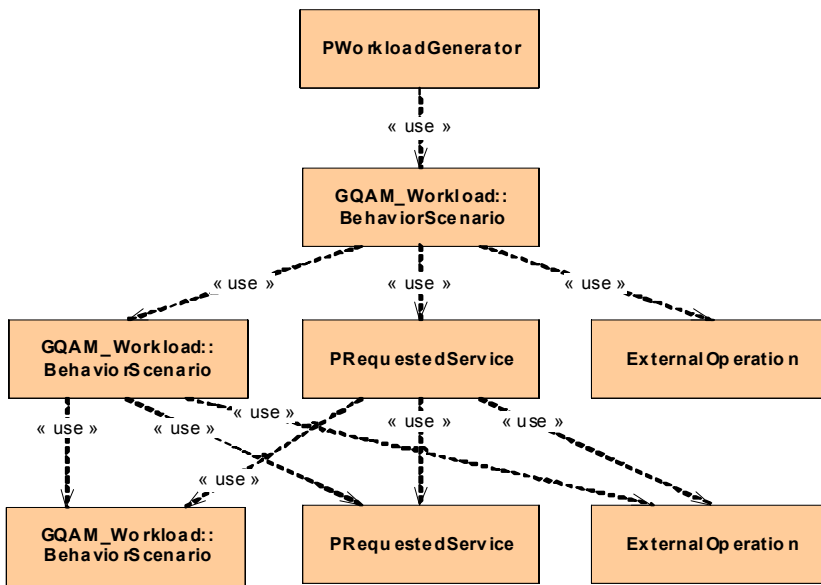 PWorkloadGenerator
« use »
GQAM_Workload::
BehaviorScenario
« use »
« use »
« use »
GQAM_Workload::
BehaviorScenario
PRequestedService
ExternalOperation
« use »
« use »
« use »
« use »
« use »
« use »
GQAM_Workload::
BehaviorScenario
PRequestedService
ExternalOperation